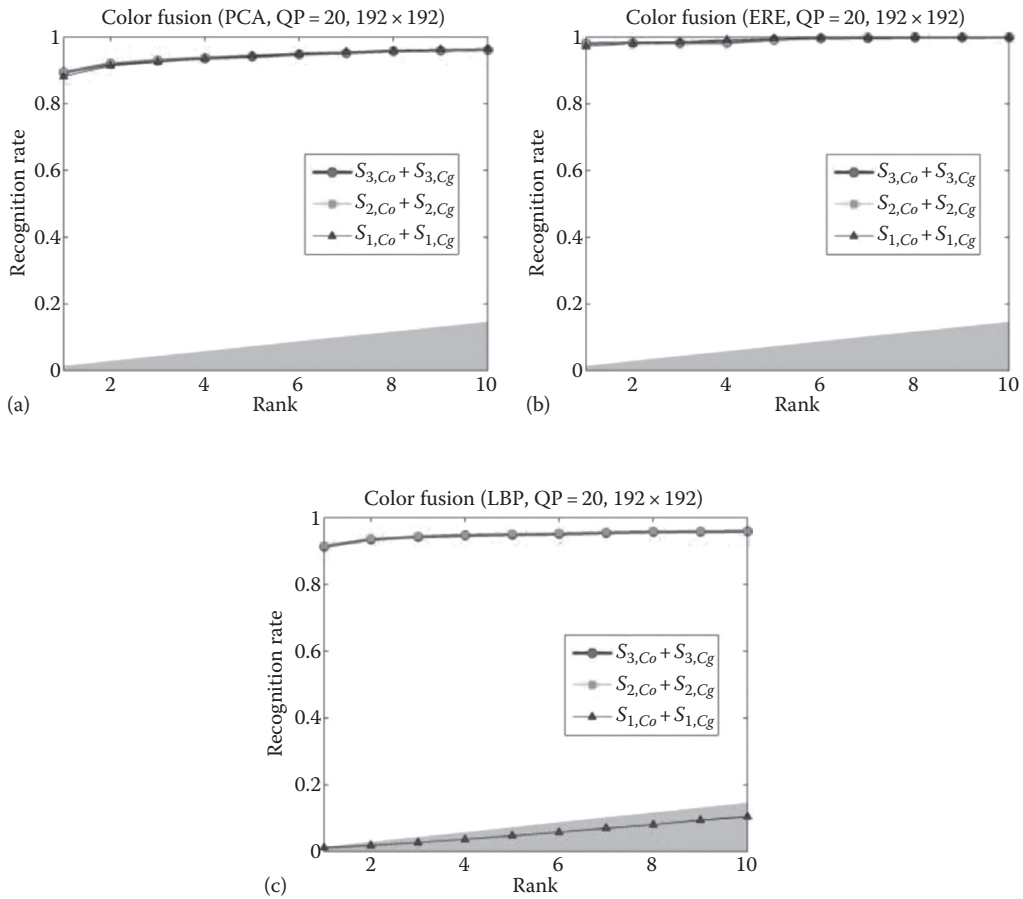 Color fusion (PCA, QP = 20, 192 × 192)
1
0.8
0.6
0.4
0.2
0
Recognition rate
S3,Co + S3,Cg
S2,Co + S2,Cg
S1,Co + S1,Cg
2 4 6 8 10
Rank
(a)
Color fusion (ERE, QP = 20, 192 × 192)
1
0.8
0.6
0.4
0.2
0
Recognition rate
S3,Co + S3,Cg
S2,Co + S2,Cg
S1,Co + S1,Cg
2 4 6 8 10
Rank
(b)
Color fusion (LBP, QP = 20, 192 × 192)
1
0.8
0.6
0.4
0.2
0
Recognition rate
S3,Co + S3,Cg
S2,Co + S2,Cg
S1,Co + S1,Cg
2 4 6 8 10
Rank
(c)